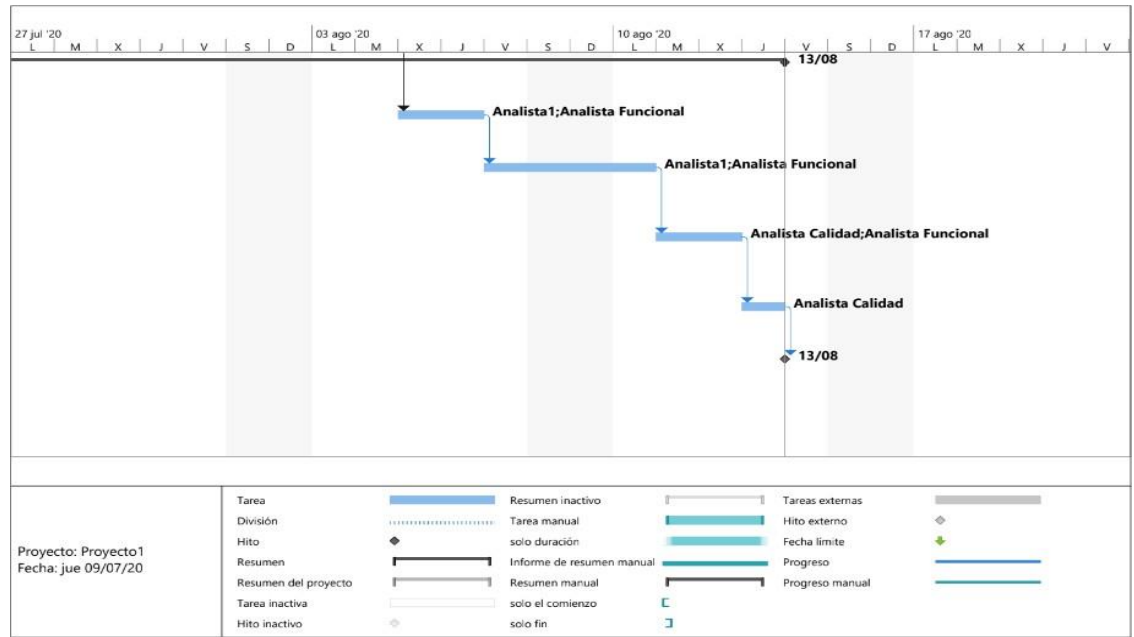 27 jul '20 03 ago '20 10 ago '20 17 ago '20
L M X J V S D L M X J V S D L M X J V S D L M X J V
13/08
Analista1;Analista Funcional
Analista1;Analista Funcional
Analista Calidad;Analista Funcional
Analista Calidad
13/08
Proyecto: Proyecto1
Fecha: jue 09/07/20
Tarea Resumen inactivo Tareas externas
División Tarea manual Hito externo
Hito solo duración Fecha límite
Resumen Informe de resumen manual Progreso
Resumen del proyecto Resumen manual Progreso manual
Tarea inactiva solo el comienzo
Hito inactivo solo fin